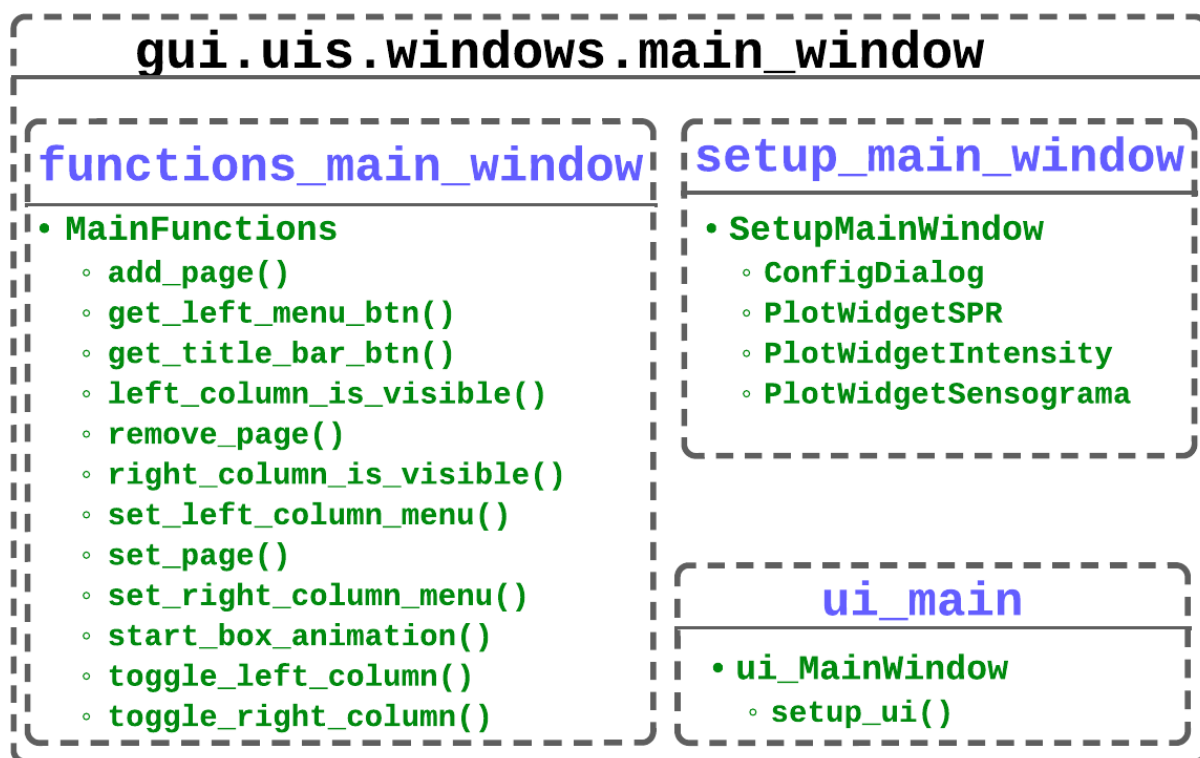 gui.uis.windows.main_window
functions_main_window
• MainFunctions
◦ add_page()
◦ get_left_menu_btn()
◦ get_title_bar_btn()
◦ left_column_is_visible()
◦ remove_page()
◦ right_column_is_visible()
◦ set_left_column_menu()
◦ set_page()
◦ set_right_column_menu()
◦ start_box_animation()
◦ toggle_left_column()
◦ toggle_right_column()
setup_main_window
• SetupMainWindow
◦ ConfigDialog
◦ PlotWidgetSPR
◦ PlotWidgetIntensity
◦ PlotWidgetSensograma
ui_main
• ui_MainWindow
◦ setup_ui()